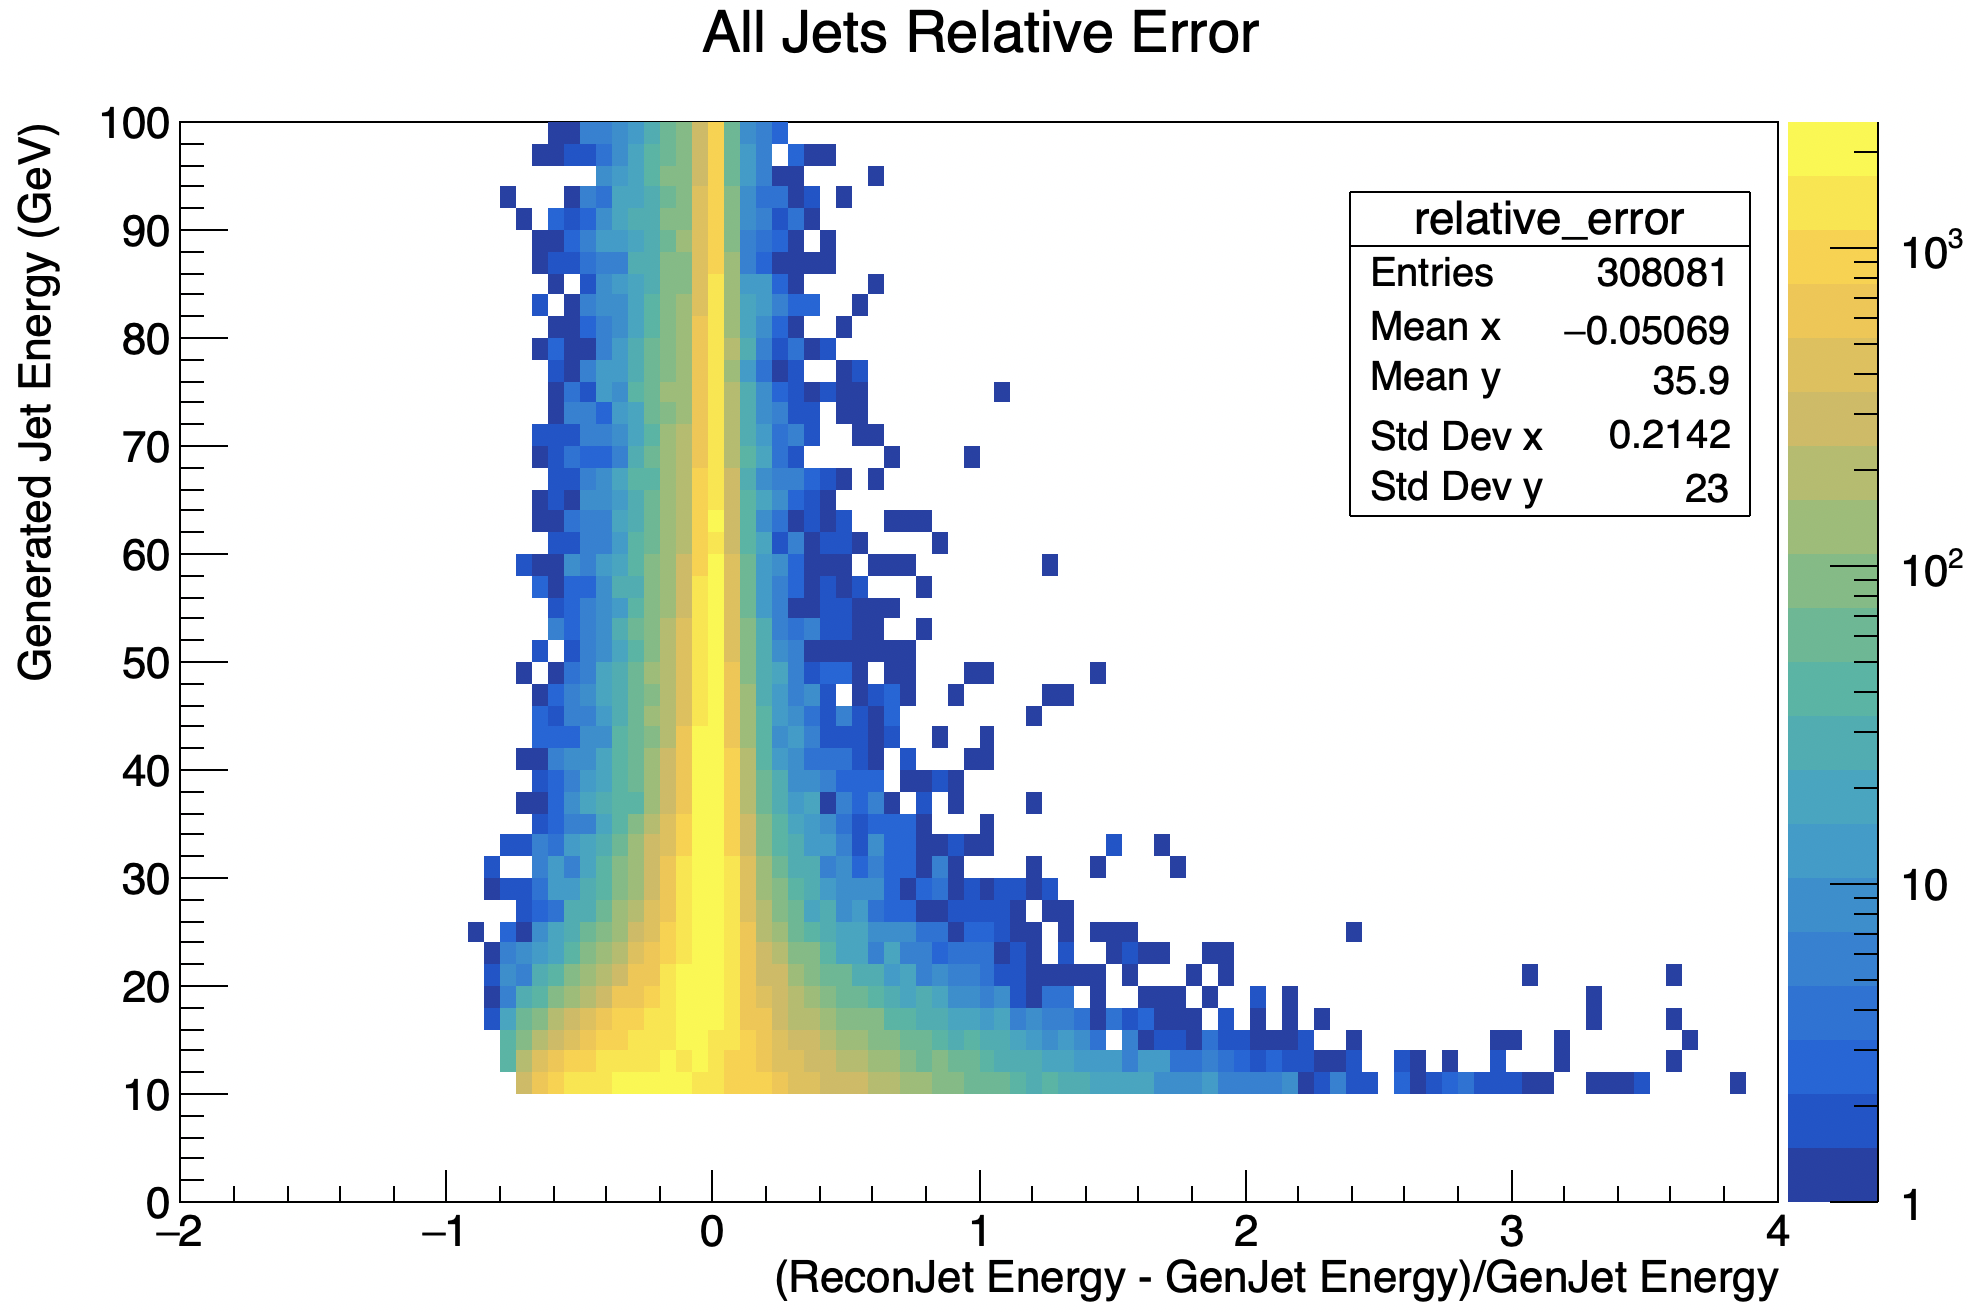 All Jets Relative Error
Generated Jet Energy (GeV)
100
90
80
70
60
50
40
30
20
10
0
relative_error
Entries 308081
Mean x −0.05069
Mean y 35.9
Std Dev x 0.2142
Std Dev y 23
10³
10²
10
1
−2 −1 0 1 2 3 4
(ReconJet Energy - GenJet Energy)/GenJet Energy